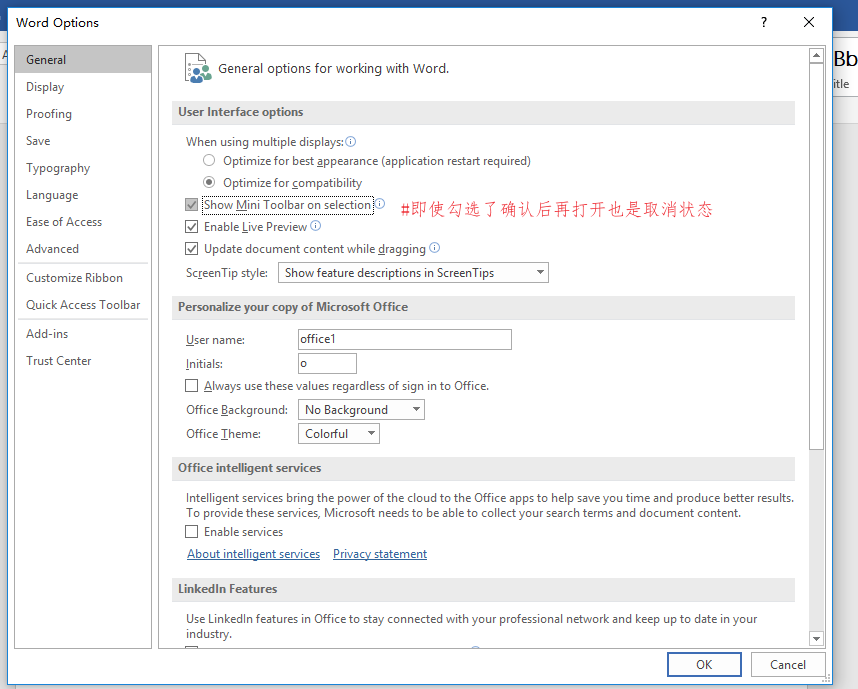 Word Options
?
General
Display
Proofing
Save
Typography
Language
Ease of Access
Advanced
Customize Ribbon
Quick Access Toolbar
Add-ins
Trust Center
General options for working with Word.
User Interface options
When using multiple displays:
Optimize for best appearance (application restart required)
Optimize for compatibility
Show Mini Toolbar on selection #即使勾选了确认后再打开也是取消状态
Enable Live Preview
Update document content while dragging
ScreenTip style: Show feature descriptions in ScreenTips
Personalize your copy of Microsoft Office
User name: office1
Initials: o
Always use these values regardless of sign in to Office.
Office Background: No Background
Office Theme: Colorful
Office intelligent services
Intelligent services bring the power of the cloud to the Office apps to help save you time and produce better results.
To provide these services, Microsoft needs to be able to collect your search terms and document content.
Enable services
About intelligent services Privacy statement
LinkedIn Features
Use LinkedIn features in Office to stay connected with your professional network and keep up to date in your
industry.
OK Cancel